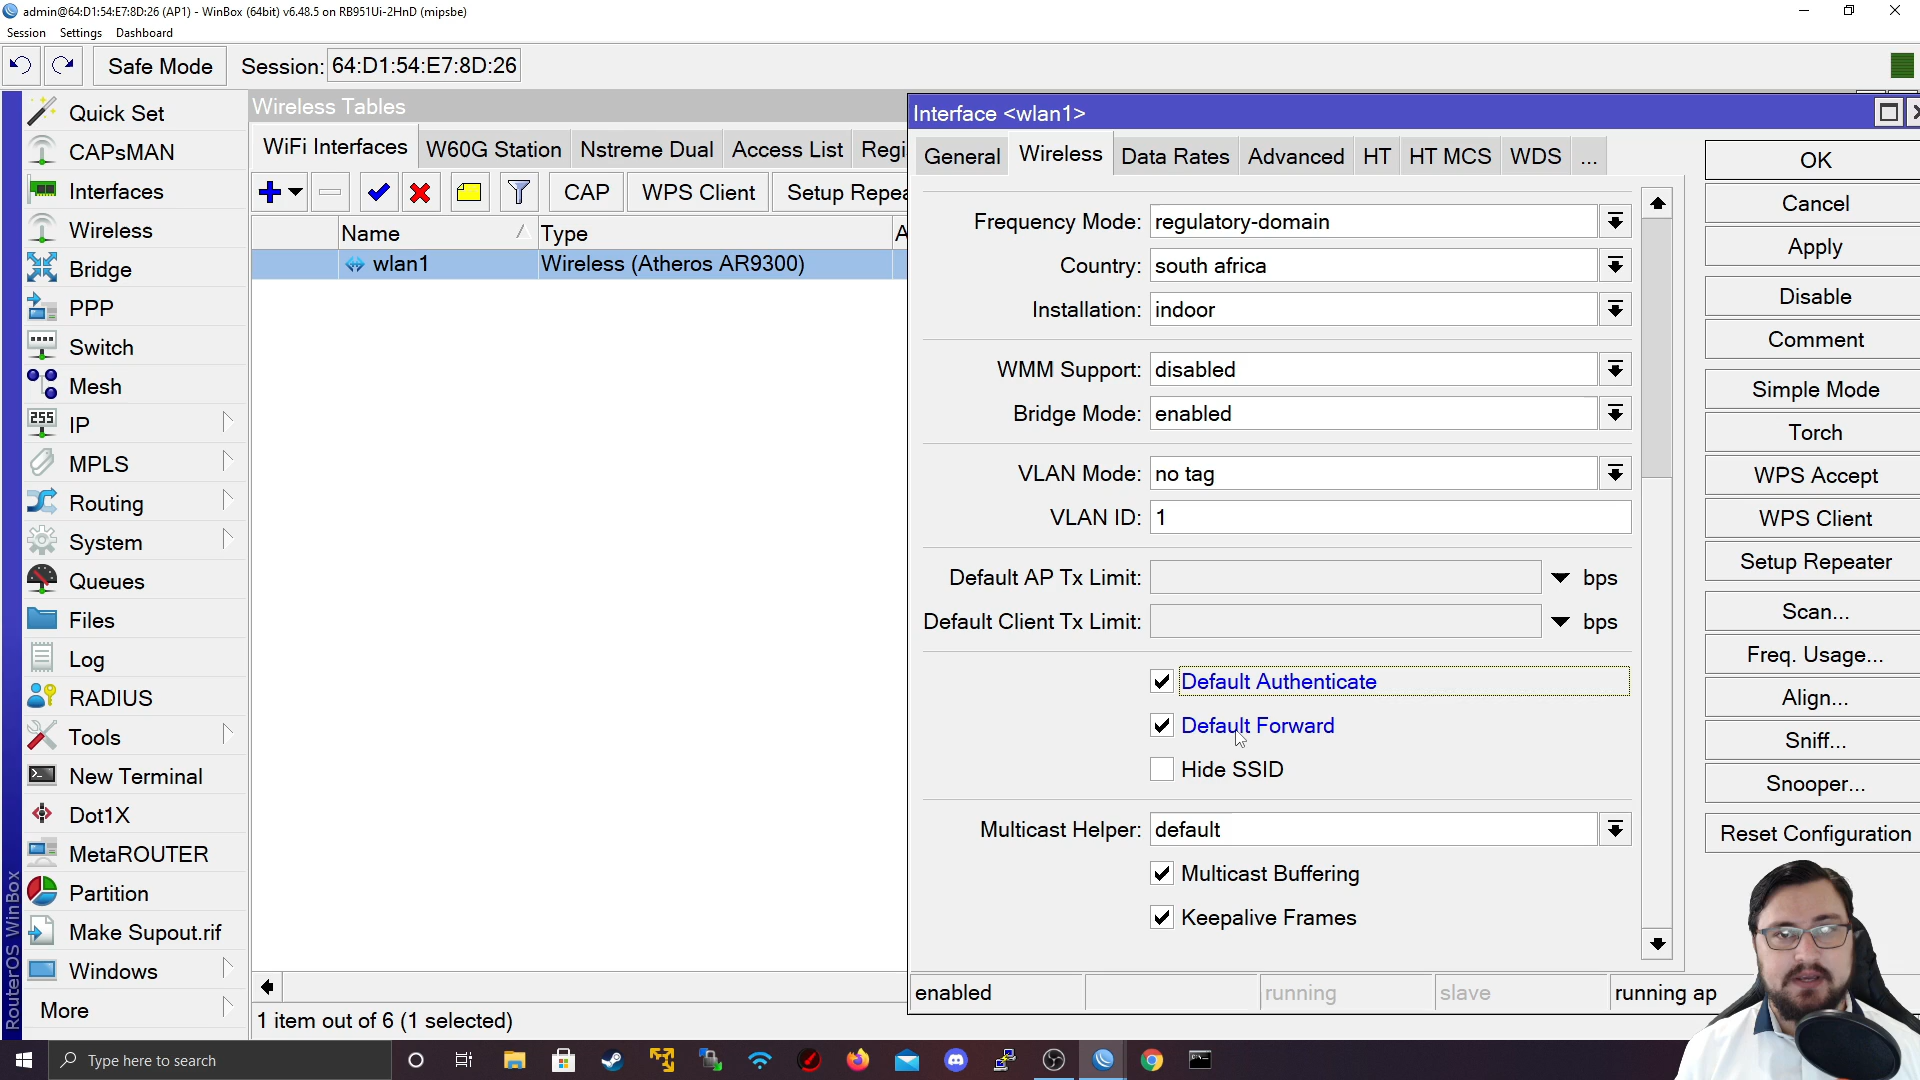 admin@64:D1:54:E7:8D:26 (AP1) - WinBox (64bit) v6.48.5 on RB951Ui-2HnD (mipsbe)
Session Settings Dashboard
Safe Mode Session: 64:D1:54:E7:8D:26
Quick Set
CAPsMAN
Interfaces
Wireless
Bridge
PPP
Switch
Mesh
IP
MPLS
Routing
System
Queues
Files
Log
RADIUS
Tools
New Terminal
Dot1X
MetaROUTER
Partition
Make Supout.rif
Windows
More
RouterOS WinBox
Wireless Tables
WiFi Interfaces W60G Station Nstreme Dual Access List Regi
CAP WPS Client Setup Repea
Name Type A
wlan1 Wireless (Atheros AR9300)
1 item out of 6 (1 selected)
Interface <wlan1>
General Wireless Data Rates Advanced HT HT MCS WDS ...
Frequency Mode: regulatory-domain
Country: south africa
Installation: indoor
WMM Support: disabled
Bridge Mode: enabled
VLAN Mode: no tag
VLAN ID: 1
Default AP Tx Limit: bps
Default Client Tx Limit: bps
Default Authenticate
Default Forward
Hide SSID
Multicast Helper: default
Multicast Buffering
Keepalive Frames
enabled running slave running ap
OK
Cancel
Apply
Disable
Comment
Simple Mode
Torch
WPS Accept
WPS Client
Setup Repeater
Scan...
Freq. Usage...
Align...
Sniff...
Snooper...
Reset Configuration
Type here to search